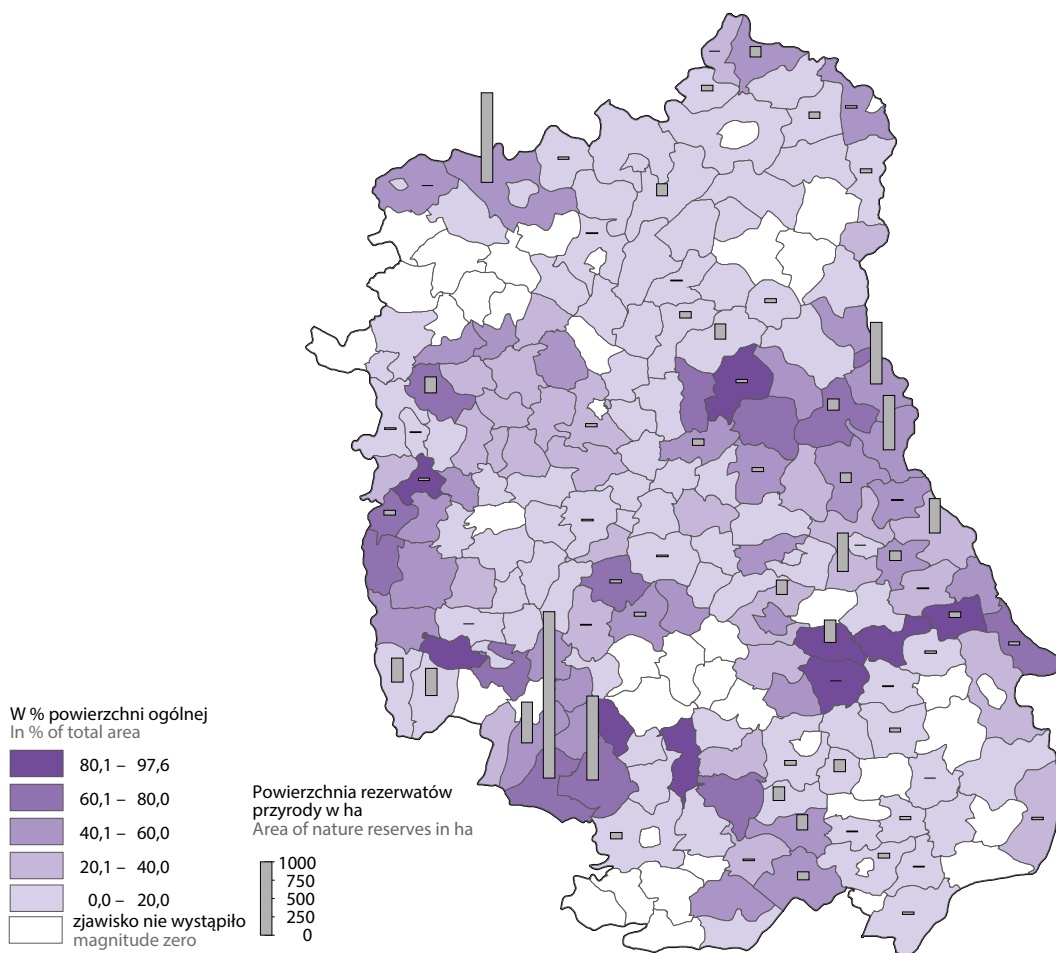 W % powierzchni ogólnej
In % of total area
80,1 – 97,6
60,1 – 80,0
40,1 – 60,0
20,1 – 40,0
0,0 – 20,0
zjawisko nie wystąpiło
magnitude zero
Powierzchnia rezerwatów
przyrody w ha
Area of nature reserves in ha
1000
750
500
250
0